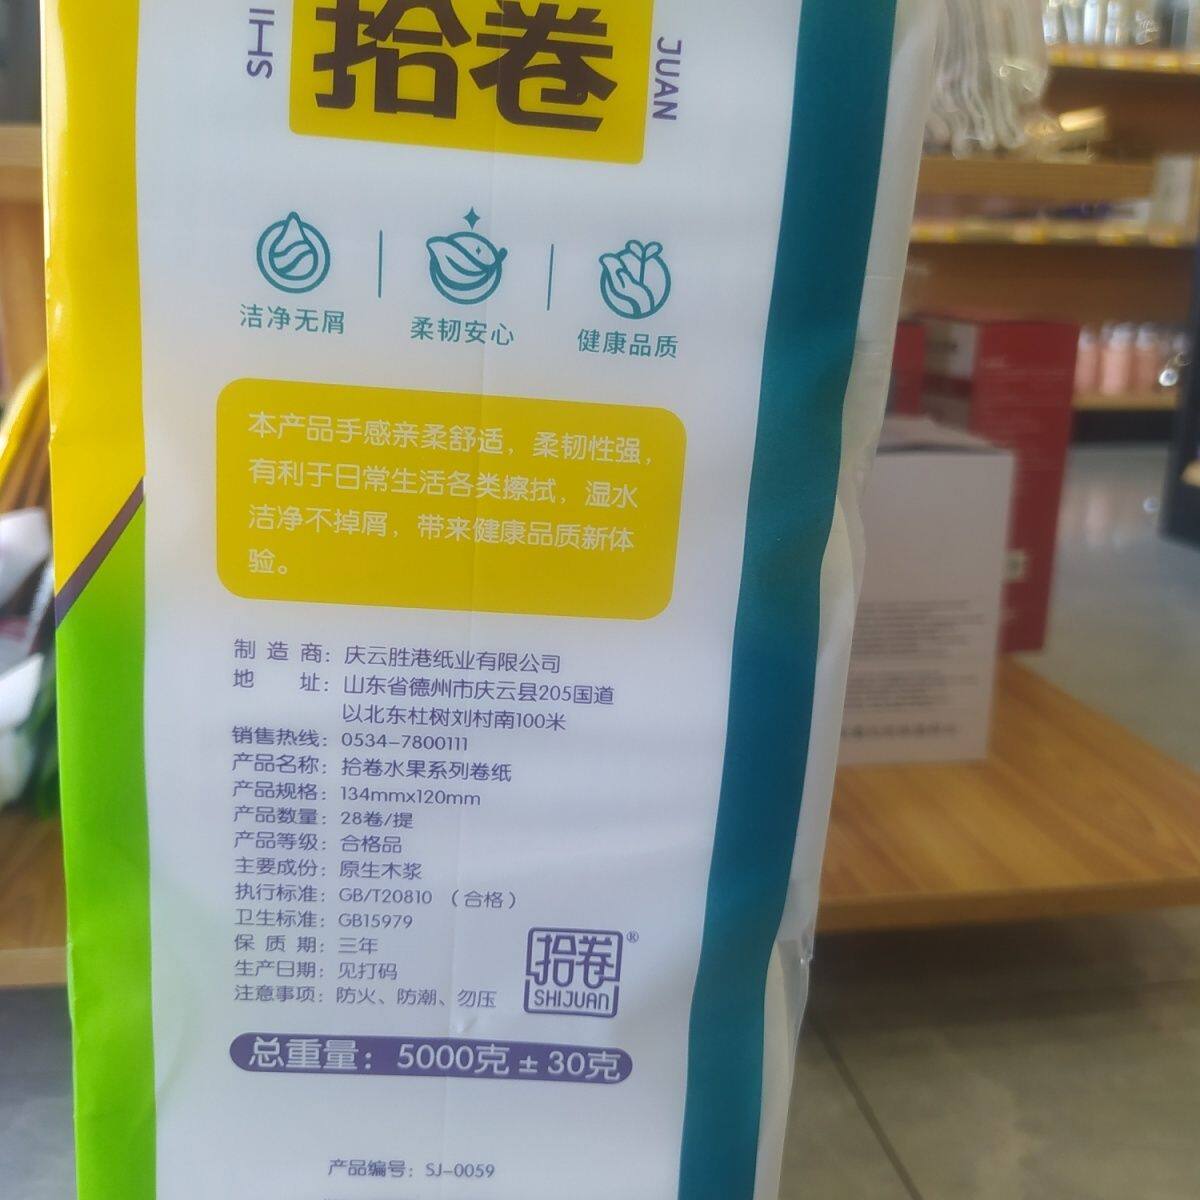 SHI
拾卷
JUAN
洁净无屑
柔韧安心
健康品质
本产品手感亲柔舒适，柔韧性强，
有利于日常生活各类擦拭，湿水
洁净不掉屑，带来健康品质新体
验。
制造商：庆云胜港纸业有限公司
地址：山东省德州市庆云县205国道
以北东杜树刘村南100米
销售热线：0534-7800111
产品名称：拾卷水果系列卷纸
产品规格：134mmx120mm
产品数量：28卷/提
产品等级：合格品
主要成份：原生木浆
执行标准：GB/T20810（合格）
卫生标准：GB15979
保质期：三年
生产日期：见打码
注意事项：防火、防潮、勿压
拾卷®
SHIJUAN
总重量：5000克±30克
产品编号：SJ-0059